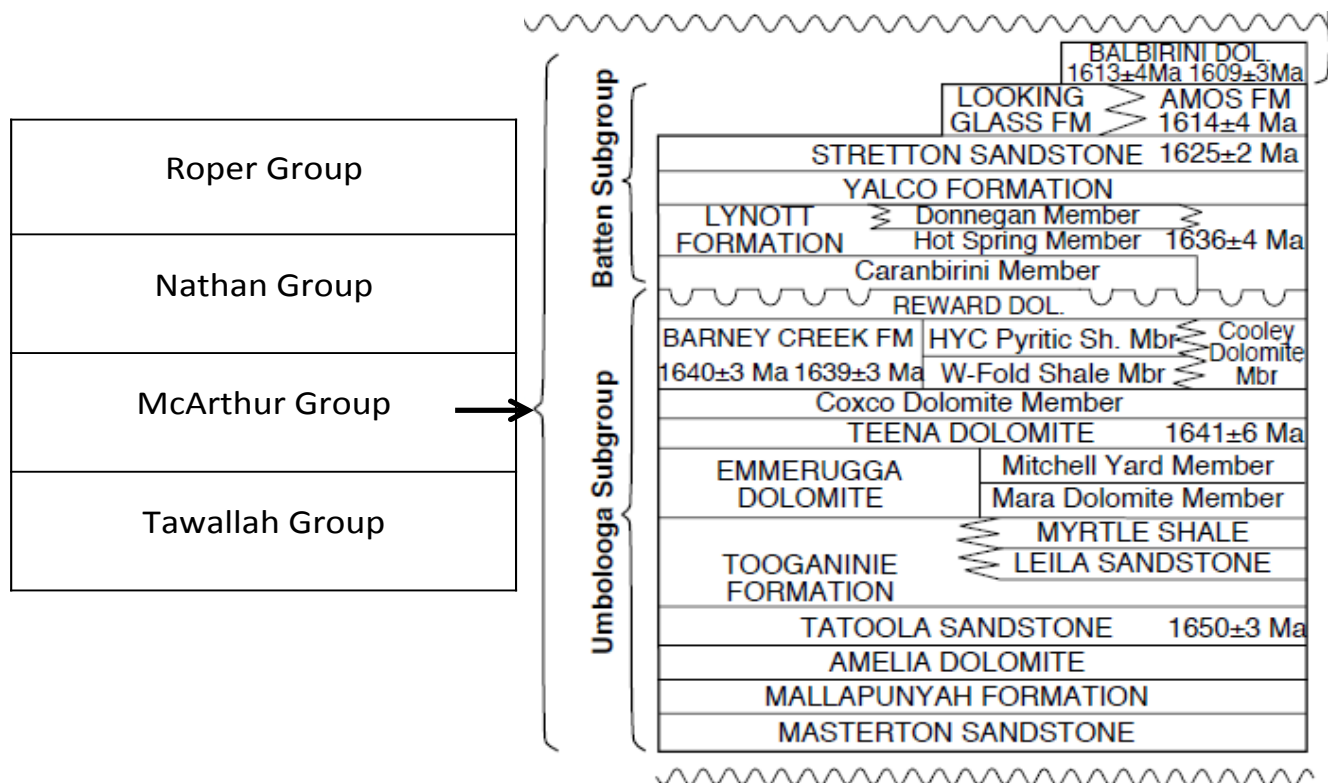 Roper Group
Nathan Group
McArthur Group
Tawallah Group
Batten Subgroup
Umbolooga Subgroup
BALBIRINI DOL.
1613±4Ma 1609±3Ma
LOOKING
GLASS FM
AMOS FM
1614±4 Ma
STRETTON SANDSTONE 1625±2 Ma
YALCO FORMATION
LYNOTT
FORMATION
Donnegan Member
Hot Spring Member 1636±4 Ma
Caranbirini Member
REWARD DOL.
BARNEY CREEK FM
1640±3 Ma 1639±3 Ma
HYC Pyritic Sh. Mbr
W-Fold Shale Mbr
Cooley
Dolomite
Mbr
Coxco Dolomite Member
TEENA DOLOMITE 1641±6 Ma
EMMERUGGA
DOLOMITE
Mitchell Yard Member
Mara Dolomite Member
TOOGANINIE
FORMATION
MYRTLE SHALE
LEILA SANDSTONE
TATOOLA SANDSTONE 1650±3 Ma
AMELIA DOLOMITE
MALLAPUNYAH FORMATION
MASTERTON SANDSTONE